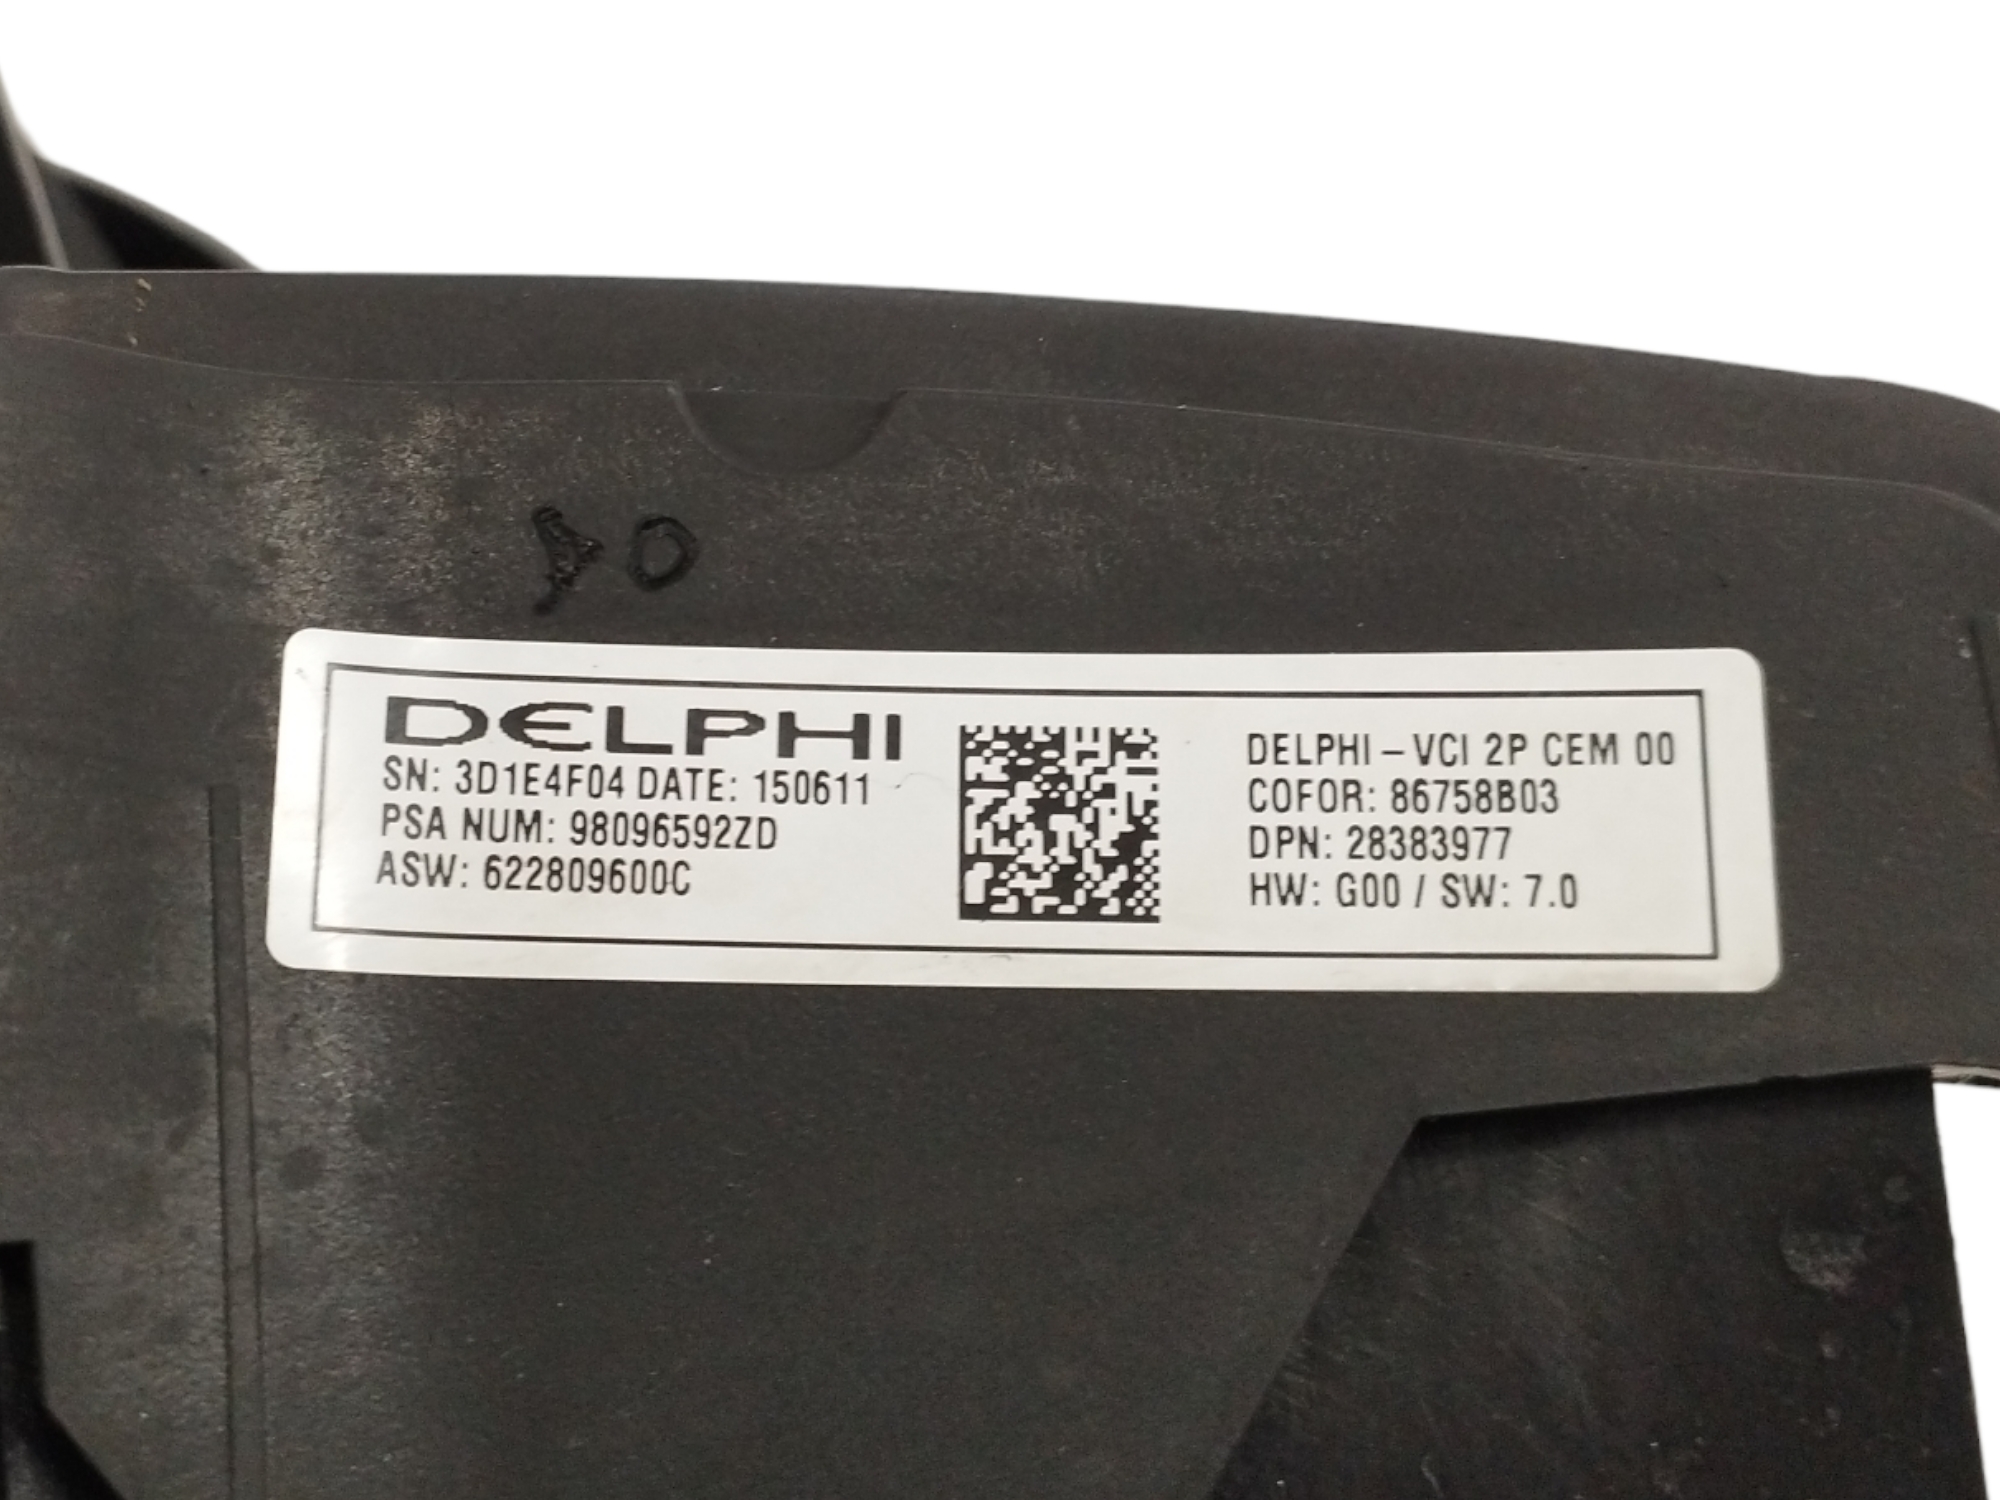 DELPHI
SN: 3D1E4F04 DATE: 150611
PSA NUM: 98096592ZD
ASW: 622809600C
DELPHI – VCI 2P CEM 00
COFOR: 86758B03
DPN: 28383977
HW: G00 / SW: 7.0